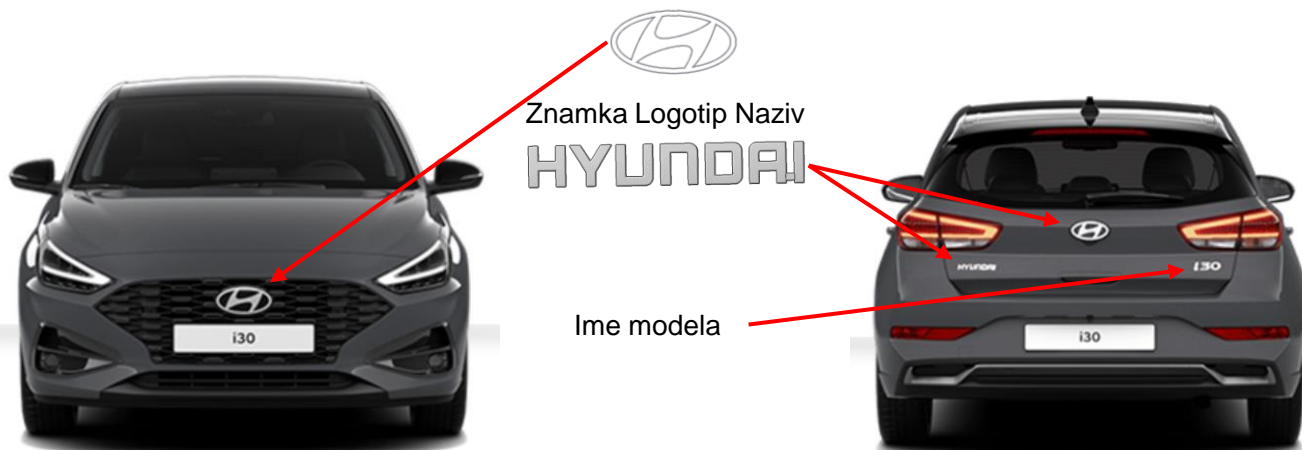 Znamka Logotip Naziv
HYUNDAI
HYUNDAI
i30
Ime modela
i30
i30